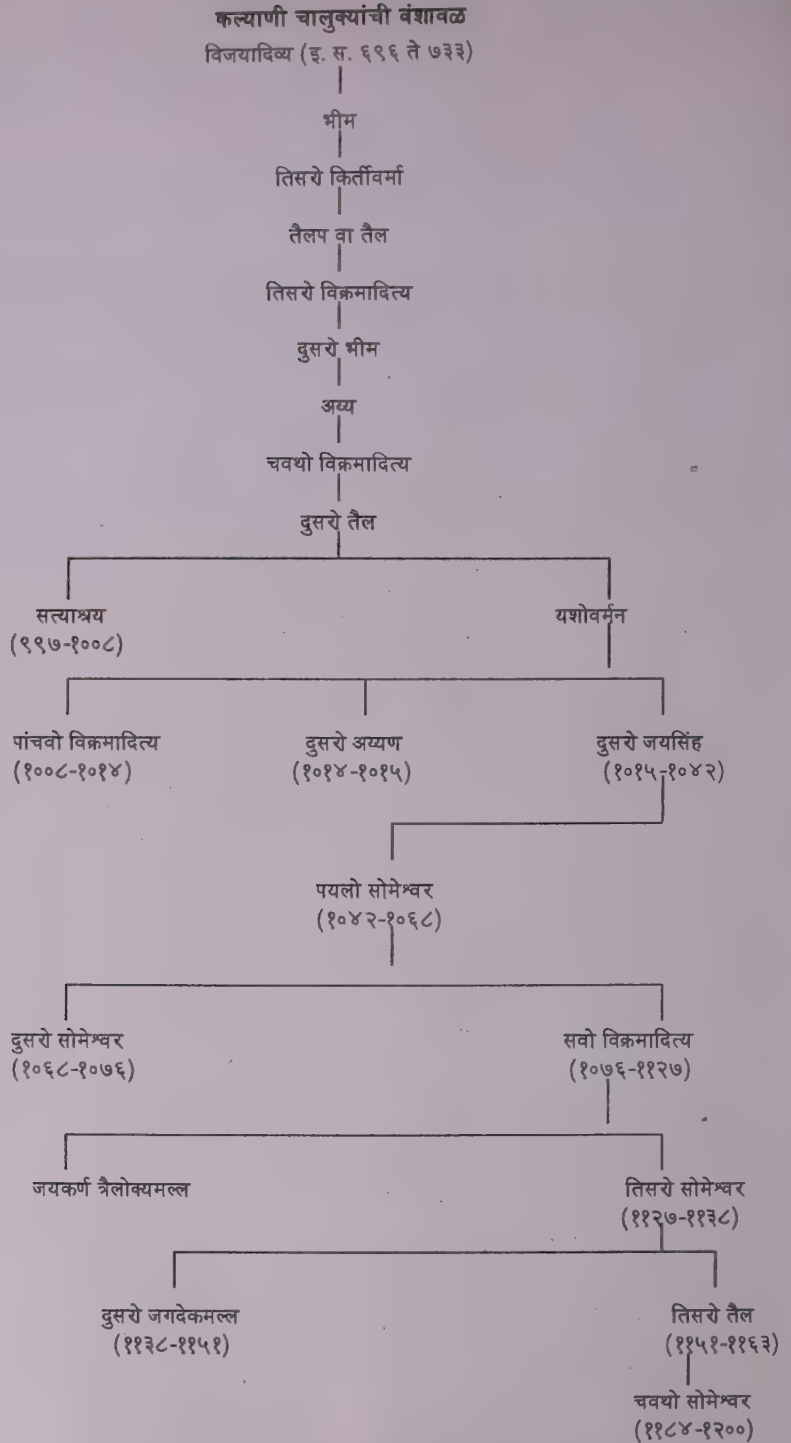 कल्याणी चालुक्यांची वंशावळ
विजयादिव्य (इ. स. ६९६ ते ७३३)
भीम
तिसरो किर्तीवर्मा
तैलप वा तैल
तिसरो विक्रमादित्य
दुसरो भीम
अय्य
चवथो विक्रमादित्य
दुसरो तैल
सत्याश्रय यशोवर्मन
(९९७-१००८)
पांचवो विक्रमादित्य दुसरो अय्यण दुसरो जयसिंह
(१००८-१०१४) (१०१४-१०१५) (१०१५-१०४२)
पयलो सोमेश्वर
(१०४२-१०६८)
दुसरो सोमेश्वर सवो विक्रमादित्य
(१०६८-१०७६) (१०७६-११२७)
जयकर्ण त्रैलोक्यमल्ल तिसरो सोमेश्वर
(११२७-११३८)
दुसरो जगदेकमल्ल तिसरो तैल
(११३८-११५१) (११५१-११६३)
चवथो सोमेश्वर
(११८४-१२००)